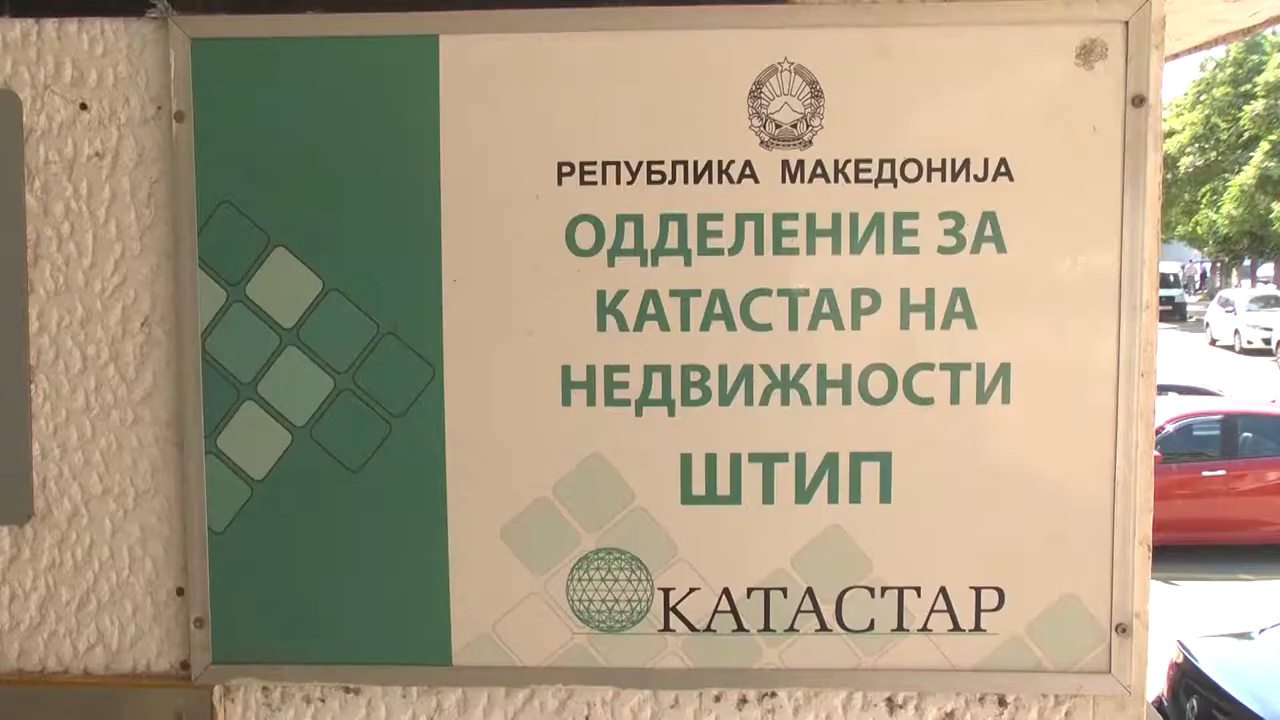 РЕПУБЛИКА МАКЕДОНИЈА
ОДДЕЛЕНИЕ ЗА
КАТАСТАР НА
НЕДВИЖНОСТИ
ШТИП
КАТАСТАР